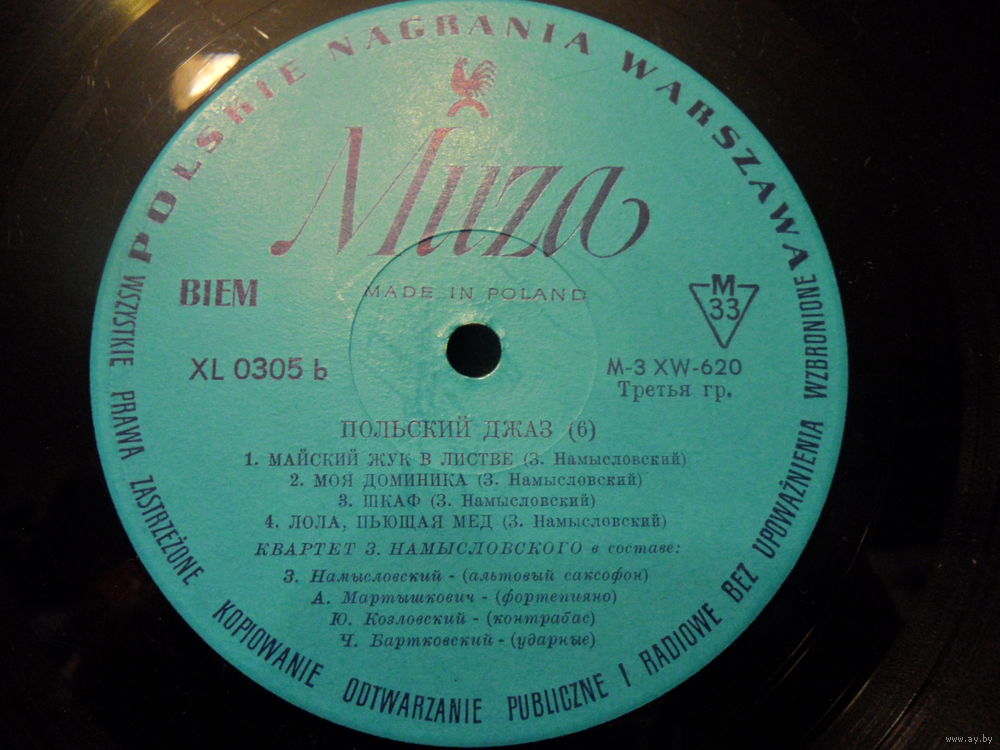 POLSKIE NAGRANIA WARSZAWA
Muza
MADE IN POLAND
BIEM
M
33
XL 0305 b
M-3 XW-620
Третья гр.
ПОЛЬСКИЙ ДЖАЗ (6)
1. МАЙСКИЙ ЖУК В ЛИСТВЕ (З. Намысловский)
2. МОЯ ДОМИНИКА (З. Намысловский)
3. ШКАФ (З. Намысловский)
4. ЛОЛА, ПЬЮЩАЯ МЕД (З. Намысловский)
КВАРТЕТ З. НАМЫСЛОВСКОГО в составе:
З. Намысловский - (альтовый саксофон)
А. Мартышкович - (фортепияно)
Ю. Козловский - (контрабас)
Ч. Бартковский - (ударные)
WSZYSTKIE PRAWA ZASTRZEŻONE KOPIOWANIE ODTWARZANIE PUBLICZNE I RADIOWE BEZ UPOWAŻNIENIA WZBRONIONE
www.ay.by